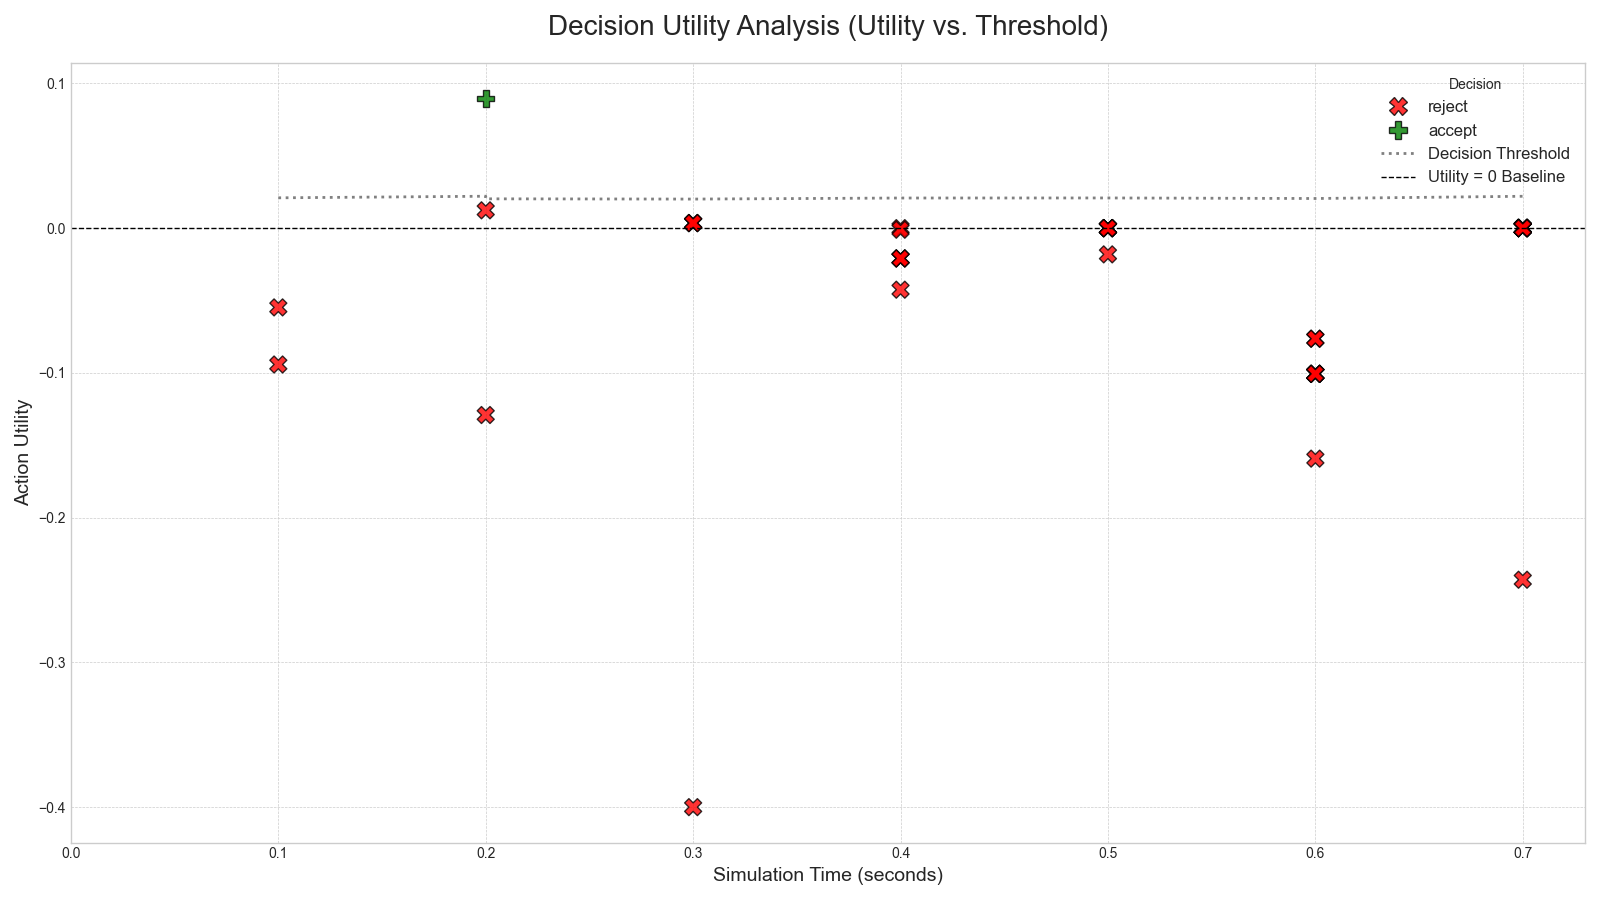 Decision Utility Analysis (Utility vs. Threshold)
Decision
reject
accept
Decision Threshold
Utility = 0 Baseline
Action Utility
0.1
0.0
−0.1
−0.2
−0.3
−0.4
0.0 0.1 0.2 0.3 0.4 0.5 0.6 0.7
Simulation Time (seconds)